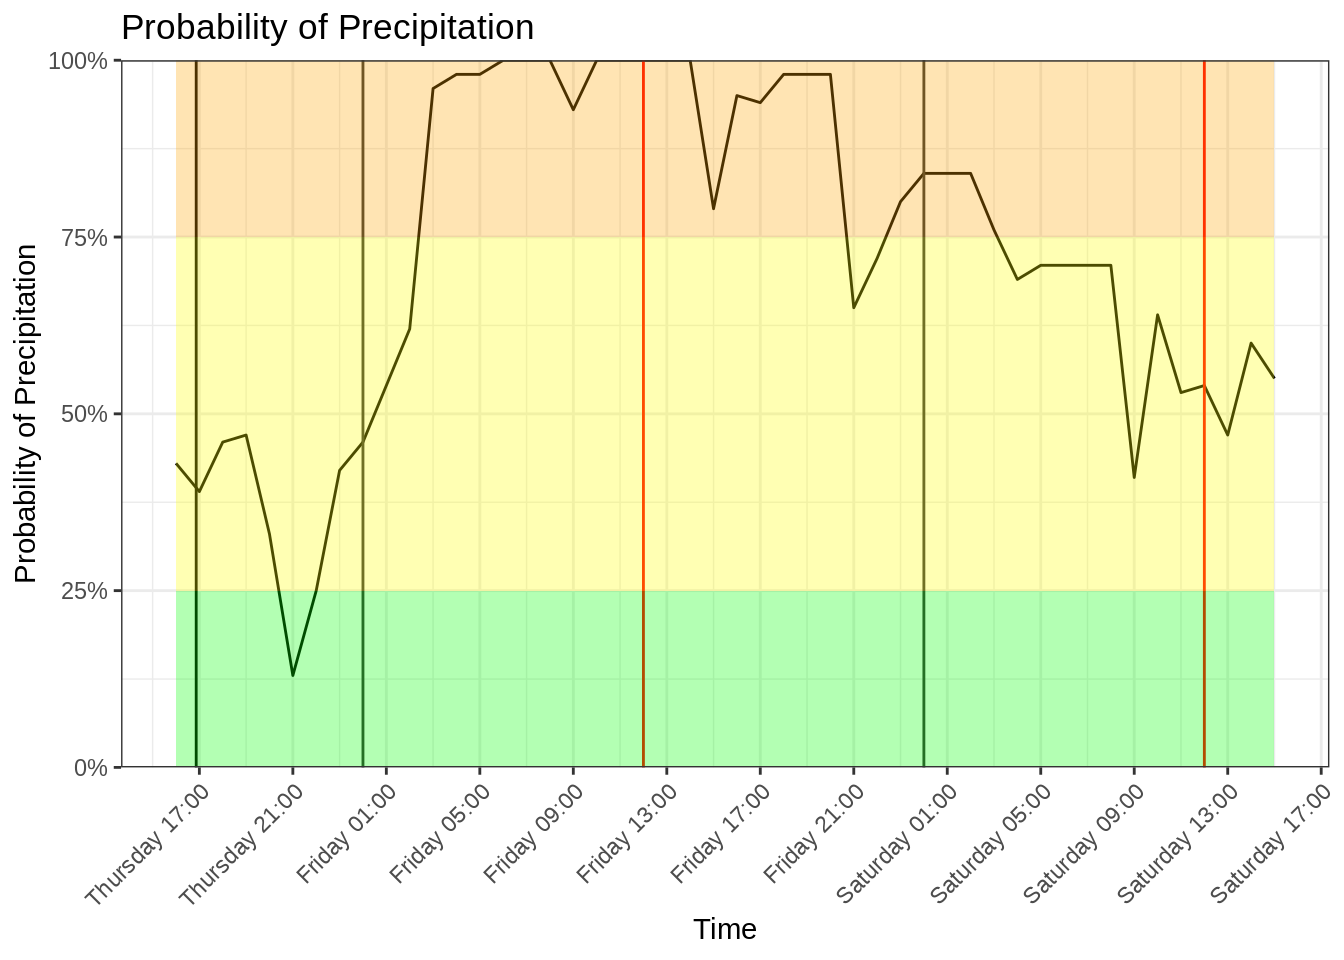 Probability of Precipitation
100%
75%
50%
25%
0%
Probability of Precipitation
Thursday 17:00
Thursday 21:00
Friday 01:00
Friday 05:00
Friday 09:00
Friday 13:00
Friday 17:00
Friday 21:00
Saturday 01:00
Saturday 05:00
Saturday 09:00
Saturday 13:00
Saturday 17:00
Time